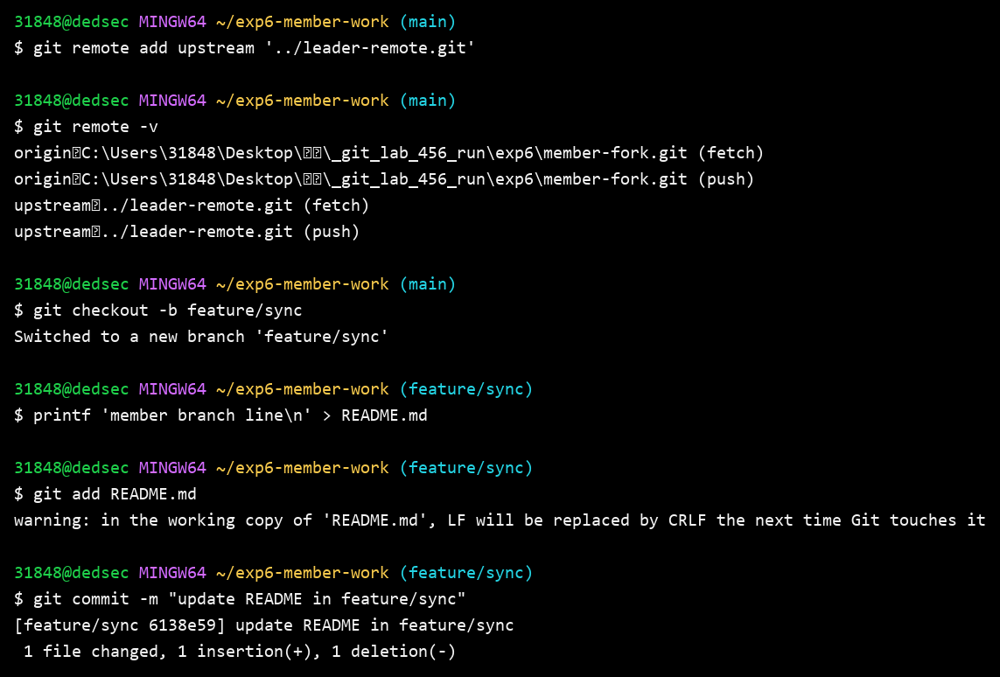 31848@dedsec MINGW64 ~/exp6-member-work (main)
$ git remote add upstream '../leader-remote.git'
31848@dedsec MINGW64 ~/exp6-member-work (main)
$ git remote -v
origin C:\Users\31848\Desktop\\_git_lab_456_run\exp6\member-fork.git (fetch)
origin C:\Users\31848\Desktop\\_git_lab_456_run\exp6\member-fork.git (push)
upstream ../leader-remote.git (fetch)
upstream ../leader-remote.git (push)
31848@dedsec MINGW64 ~/exp6-member-work (main)
$ git checkout -b feature/sync
Switched to a new branch 'feature/sync'
31848@dedsec MINGW64 ~/exp6-member-work (feature/sync)
$ printf 'member branch line\n' > README.md
31848@dedsec MINGW64 ~/exp6-member-work (feature/sync)
$ git add README.md
warning: in the working copy of 'README.md', LF will be replaced by CRLF the next time Git touches it
31848@dedsec MINGW64 ~/exp6-member-work (feature/sync)
$ git commit -m "update README in feature/sync"
[feature/sync 6138e59] update README in feature/sync
1 file changed, 1 insertion(+), 1 deletion(-)